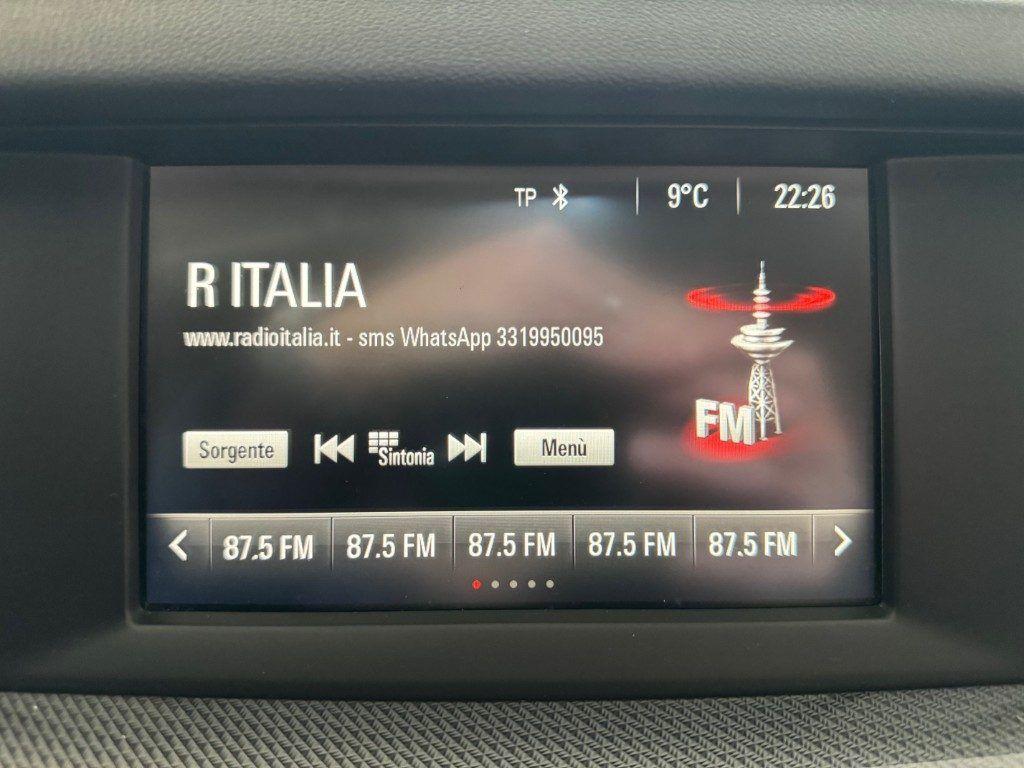 TP 9°C 22:26
R ITALIA
www.radioitalia.it - sms WhatsApp 3319950095
FM
Sorgente Sintonia Menù
87.5 FM 87.5 FM 87.5 FM 87.5 FM 87.5 FM